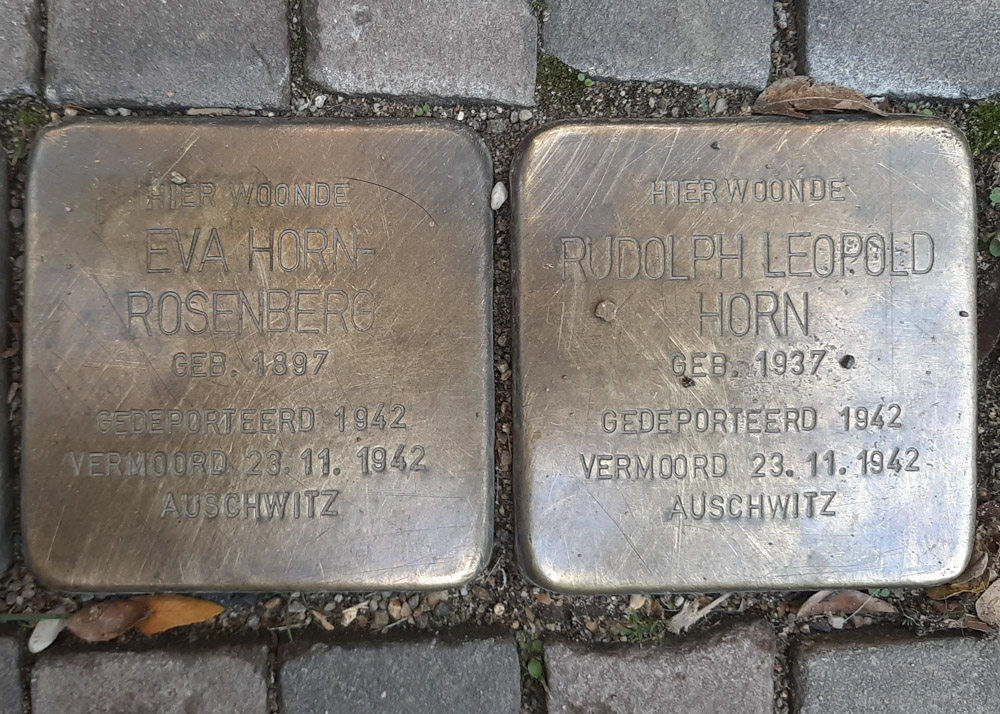 HIER WOONDE
EVA HORN-
ROSENBERG
GEB. 1897
GEDEPORTEERD 1942
VERMOORD 23.11.1942
AUSCHWITZ
HIER WOONDE
RUDOLPH LEOPOLD
HORN
GEB. 1937
GEDEPORTEERD 1942
VERMOORD 23.11.1942
AUSCHWITZ